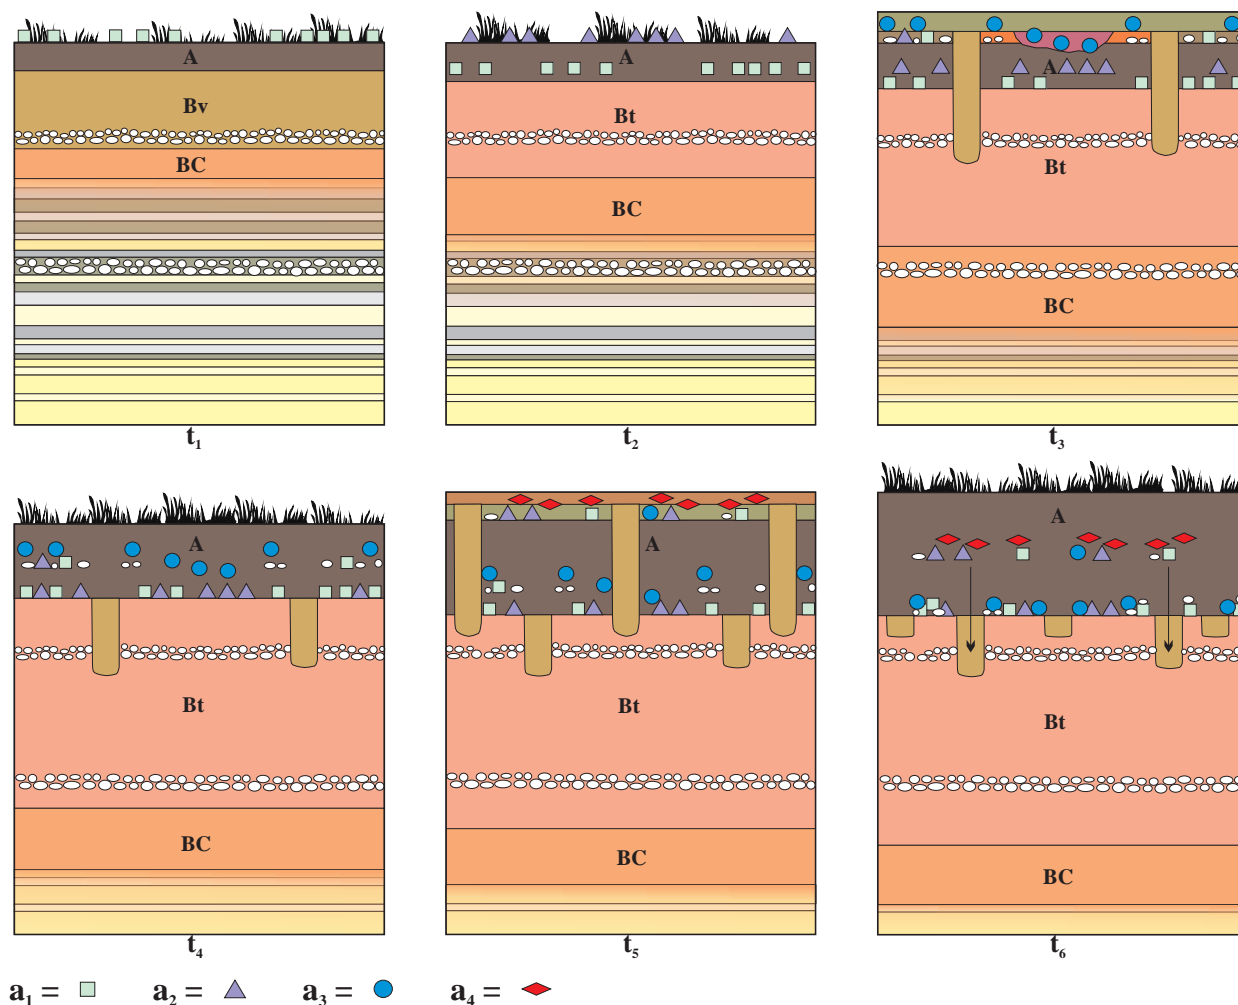 A
Bv
BC
t1
A
Bt
BC
t2
A
Bt
BC
t3
A
Bt
BC
t4
A
Bt
BC
t5
A
Bt
BC
t6
a1 = a2 = a3 = a4 =